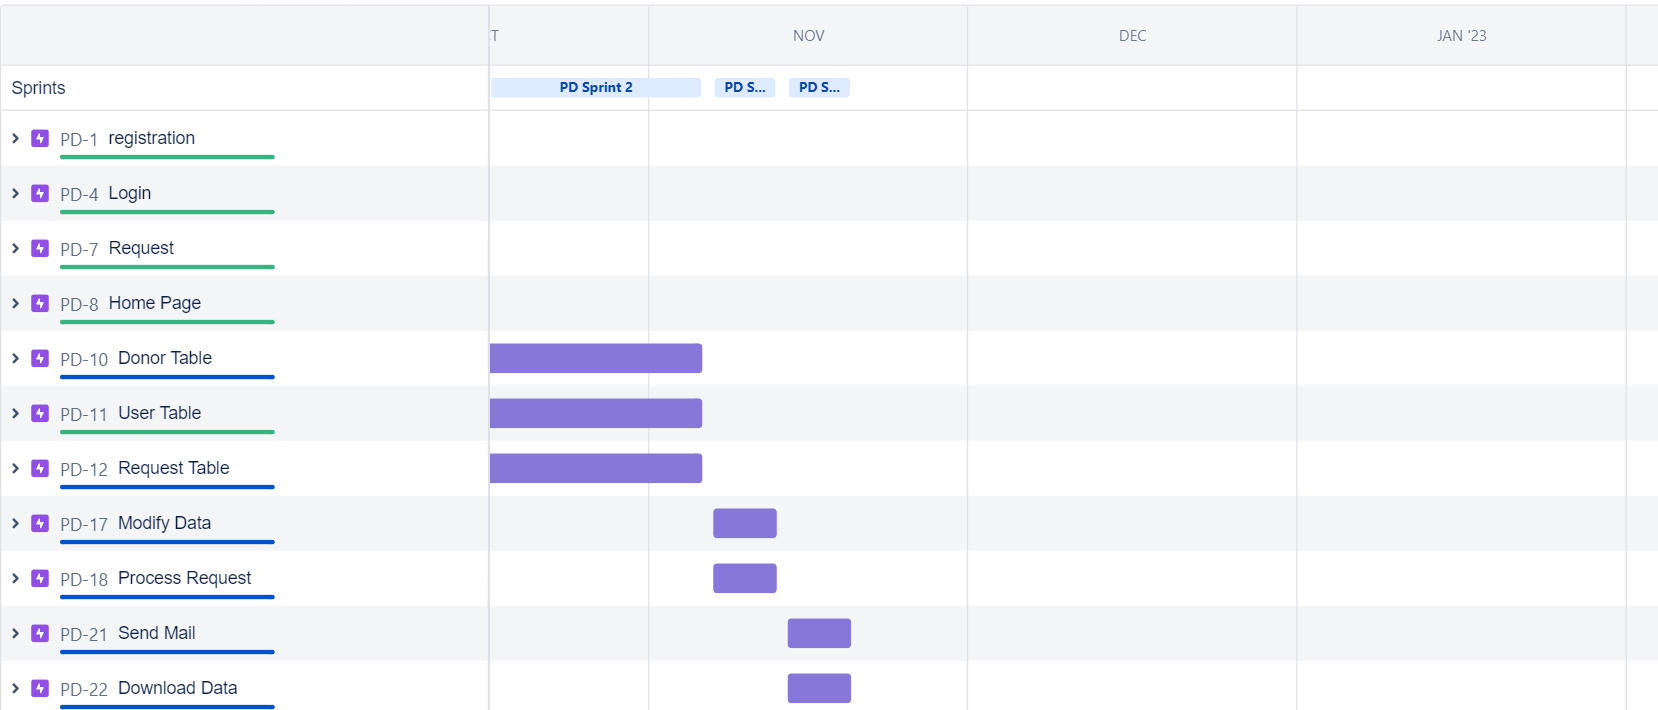 T NOV DEC JAN '23
Sprints PD Sprint 2 PD S... PD S...
PD-1 registration
PD-4 Login
PD-7 Request
PD-8 Home Page
PD-10 Donor Table
PD-11 User Table
PD-12 Request Table
PD-17 Modify Data
PD-18 Process Request
PD-21 Send Mail
PD-22 Download Data